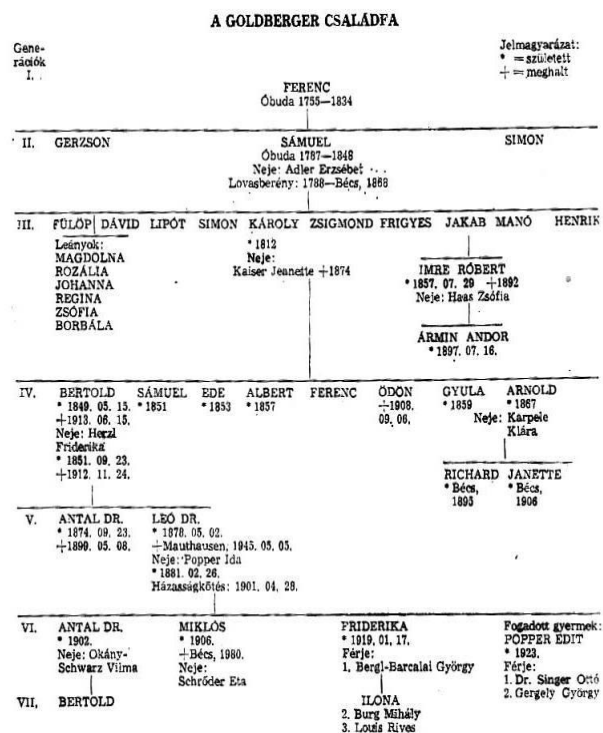 A GOLDBERGER CSALÁDFA
Gene-
rációk
I.
Jelmagyarázat:
* = született
+ = meghalt
FERENC
Óbuda 1755—1834
II. GERZSON SÁMUEL SIMON
Óbuda 1787—1848
Neje: Adler Erzsébet
Lovasberény: 1788—Bécs, 1868
III. FÜLÖP DÁVID LIPÓT SIMON KÁROLY ZSIGMOND FRIGYES JAKAB MANÓ HENRIK
Leányok:
MAGDOLNA
ROZÁLIA
JOHANNA
REGINA
ZSÓFIA
BORBÁLA
* 1812
Neje:
Kaiser Jeanette +1874
IMRE RÓBERT
*1857. 07. 29 +1892
Neje: Haas Zsófia
ÁRMIN ANDOR
*1897. 07. 16.
IV. BERTOLD SÁMUEL EDE ALBERT FERENC ÖDÖN GYULA ARNOLD
* 1849. 05. 15.
+1913. 06. 15.
Neje: Herzl
Friderika
* 1851. 09. 23.
+1912. 11. 24.
*1851
*1853
*1857
+1908.
09. 06.
*1859
*1867
Neje: Karpele
Klára
RICHARD JANETTE
*Bécs,
1895
*Bécs,
1906
V. ANTAL DR. LEÓ DR.
* 1874. 09. 23.
+1899. 05. 08.
* 1878. 05. 02.
+Mauthausen, 1945. 05. 05.
Neje: Popper Ida
* 1881. 02. 26.
Házasságkötés: 1901. 04. 28.
VI. ANTAL DR.
* 1902.
Neje: Okány-
Schwarz Vilma
MIKLÓS
* 1906.
+Bécs, 1980.
Neje:
Schröder Eta
FRIDERIKA
* 1919. 01. 17.
Férje:
1. Bergl-Barcalai György
Fogadott gyermek:
POPPER EDIT
* 1923.
Férje:
1. Dr. Singer Ottó
2. Gergely György
VII. BERTOLD
ILONA
2. Burg Mihály
3. Louis Rives